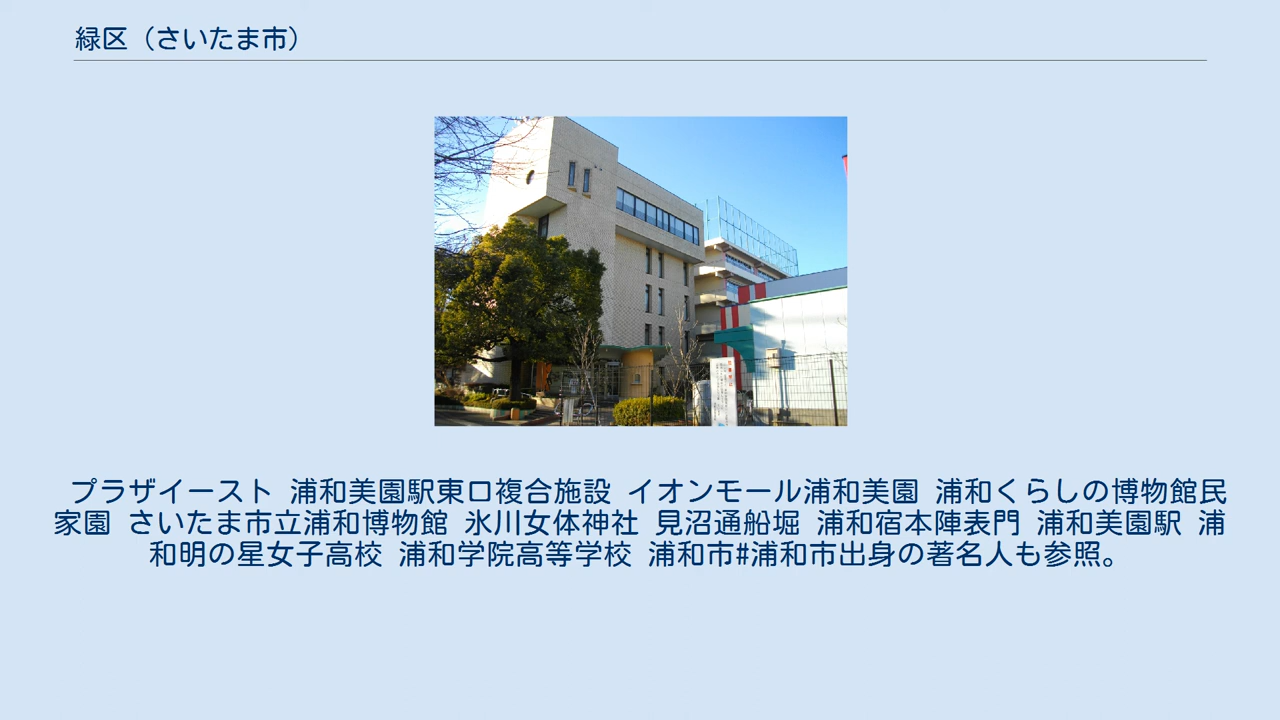 緑区（さいたま市）
プラザイースト 浦和美園駅東口複合施設 イオンモール浦和美園 浦和くらしの博物館民
家園 さいたま市立浦和博物館 氷川女体神社 見沼通船堀 浦和宿本陣表門 浦和美園駅 浦
和明の星女子高校 浦和学院高等学校 浦和市#浦和市出身の著名人も参照。